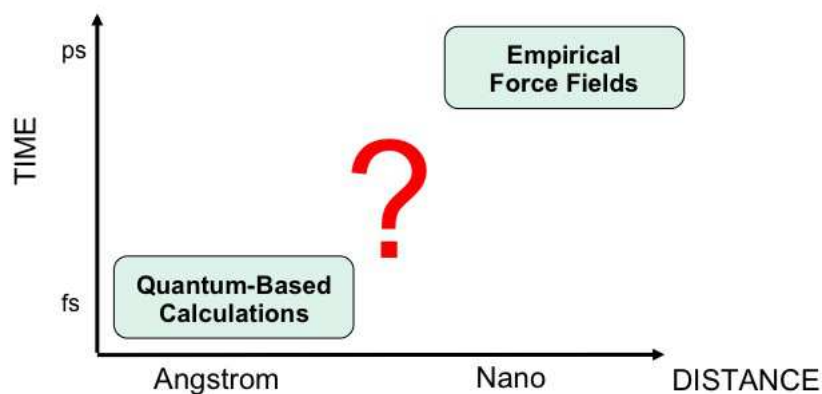 ps
Empirical
Force Fields
TIME
?
Quantum-Based
Calculations
fs
Angstrom
Nano
DISTANCE